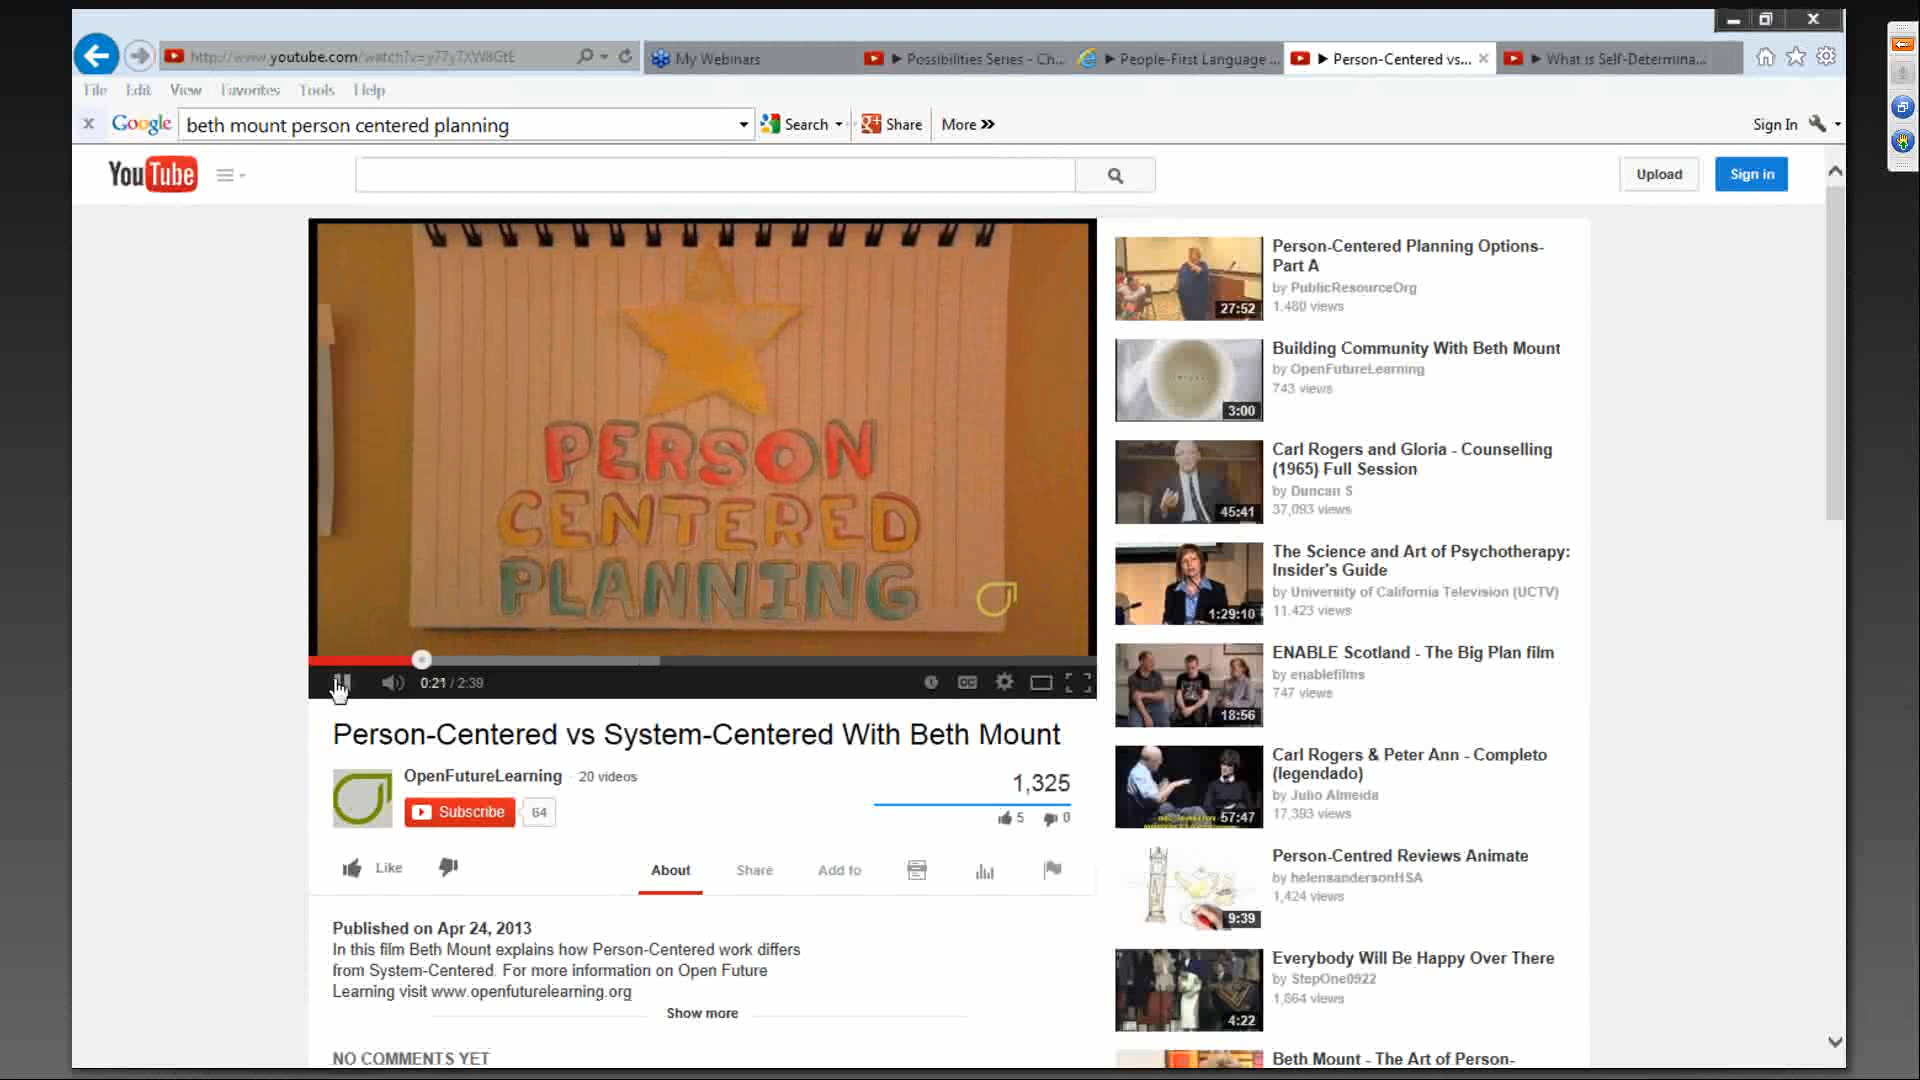 http://www.youtube.com/watch?v=y77y7XW8GtE
My Webinars
Possibilities Series - Ch...
People-First Language ...
Person-Centered vs...
What is Self-Determina...
File Edit View Favorites Tools Help
Google
beth mount person centered planning
Search
Share
More
Sign In
YouTube
Upload
Sign in
PERSON
CENTERED
PLANNING
0:21 / 2:39
CC
Person-Centered vs System-Centered With Beth Mount
OpenFutureLearning · 20 videos
Subscribe 64
1,325
5 0
Like
About Share Add to
Published on Apr 24, 2013
In this film Beth Mount explains how Person-Centered work differs
from System-Centered. For more information on Open Future
Learning visit www.openfuturelearning.org
Show more
NO COMMENTS YET
27:52
Person-Centered Planning Options-
Part A
by PublicResourceOrg
1,480 views
3:00
Building Community With Beth Mount
by OpenFutureLearning
743 views
45:41
Carl Rogers and Gloria - Counselling
(1965) Full Session
by Duncan S
37,093 views
1:29:10
The Science and Art of Psychotherapy:
Insider's Guide
by University of California Television (UCTV)
11,423 views
18:56
ENABLE Scotland - The Big Plan film
by enablefilms
747 views
57:47
Carl Rogers & Peter Ann - Completo
(legendado)
by Julio Almeida
17,393 views
9:39
Person-Centred Reviews Animate
by helensandersonHSA
1,424 views
4:22
Everybody Will Be Happy Over There
by StepOne0922
1,864 views
Beth Mount - The Art of Person-